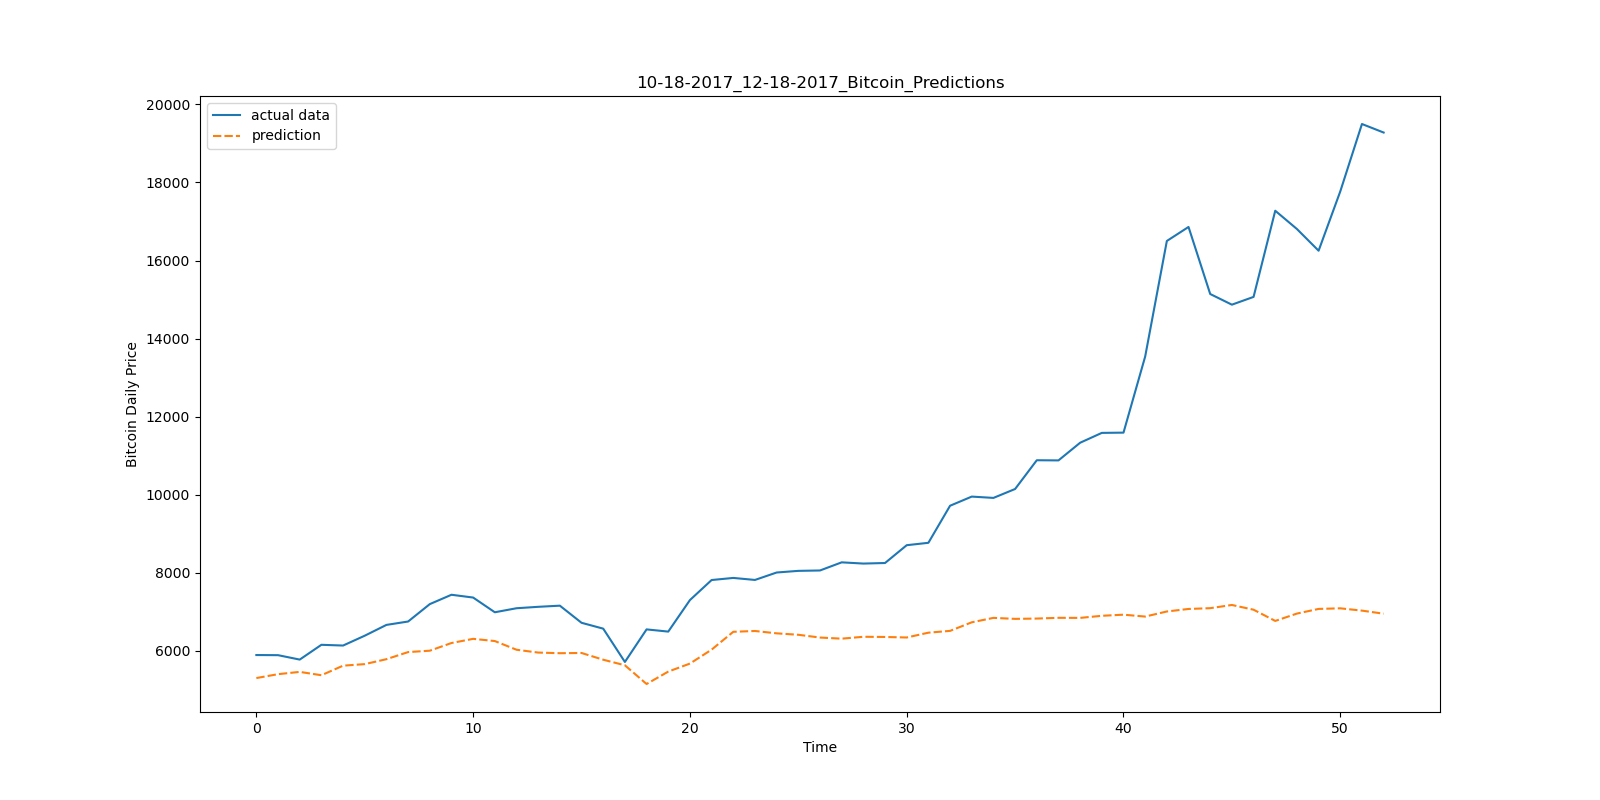 10-18-2017_12-18-2017_Bitcoin_Predictions
actual data
prediction
20000
18000
16000
14000
12000
10000
8000
6000
Bitcoin Daily Price
0
10
20
30
40
50
Time